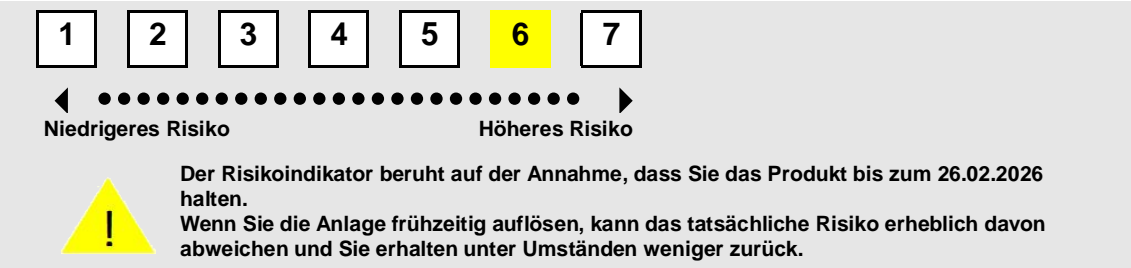 1 2 3 4 5 6 7
Niedrigeres Risiko Höheres Risiko
Der Risikoindikator beruht auf der Annahme, dass Sie das Produkt bis zum 26.02.2026
halten.
Wenn Sie die Anlage frühzeitig auflösen, kann das tatsächliche Risiko erheblich davon
abweichen und Sie erhalten unter Umständen weniger zurück.
!